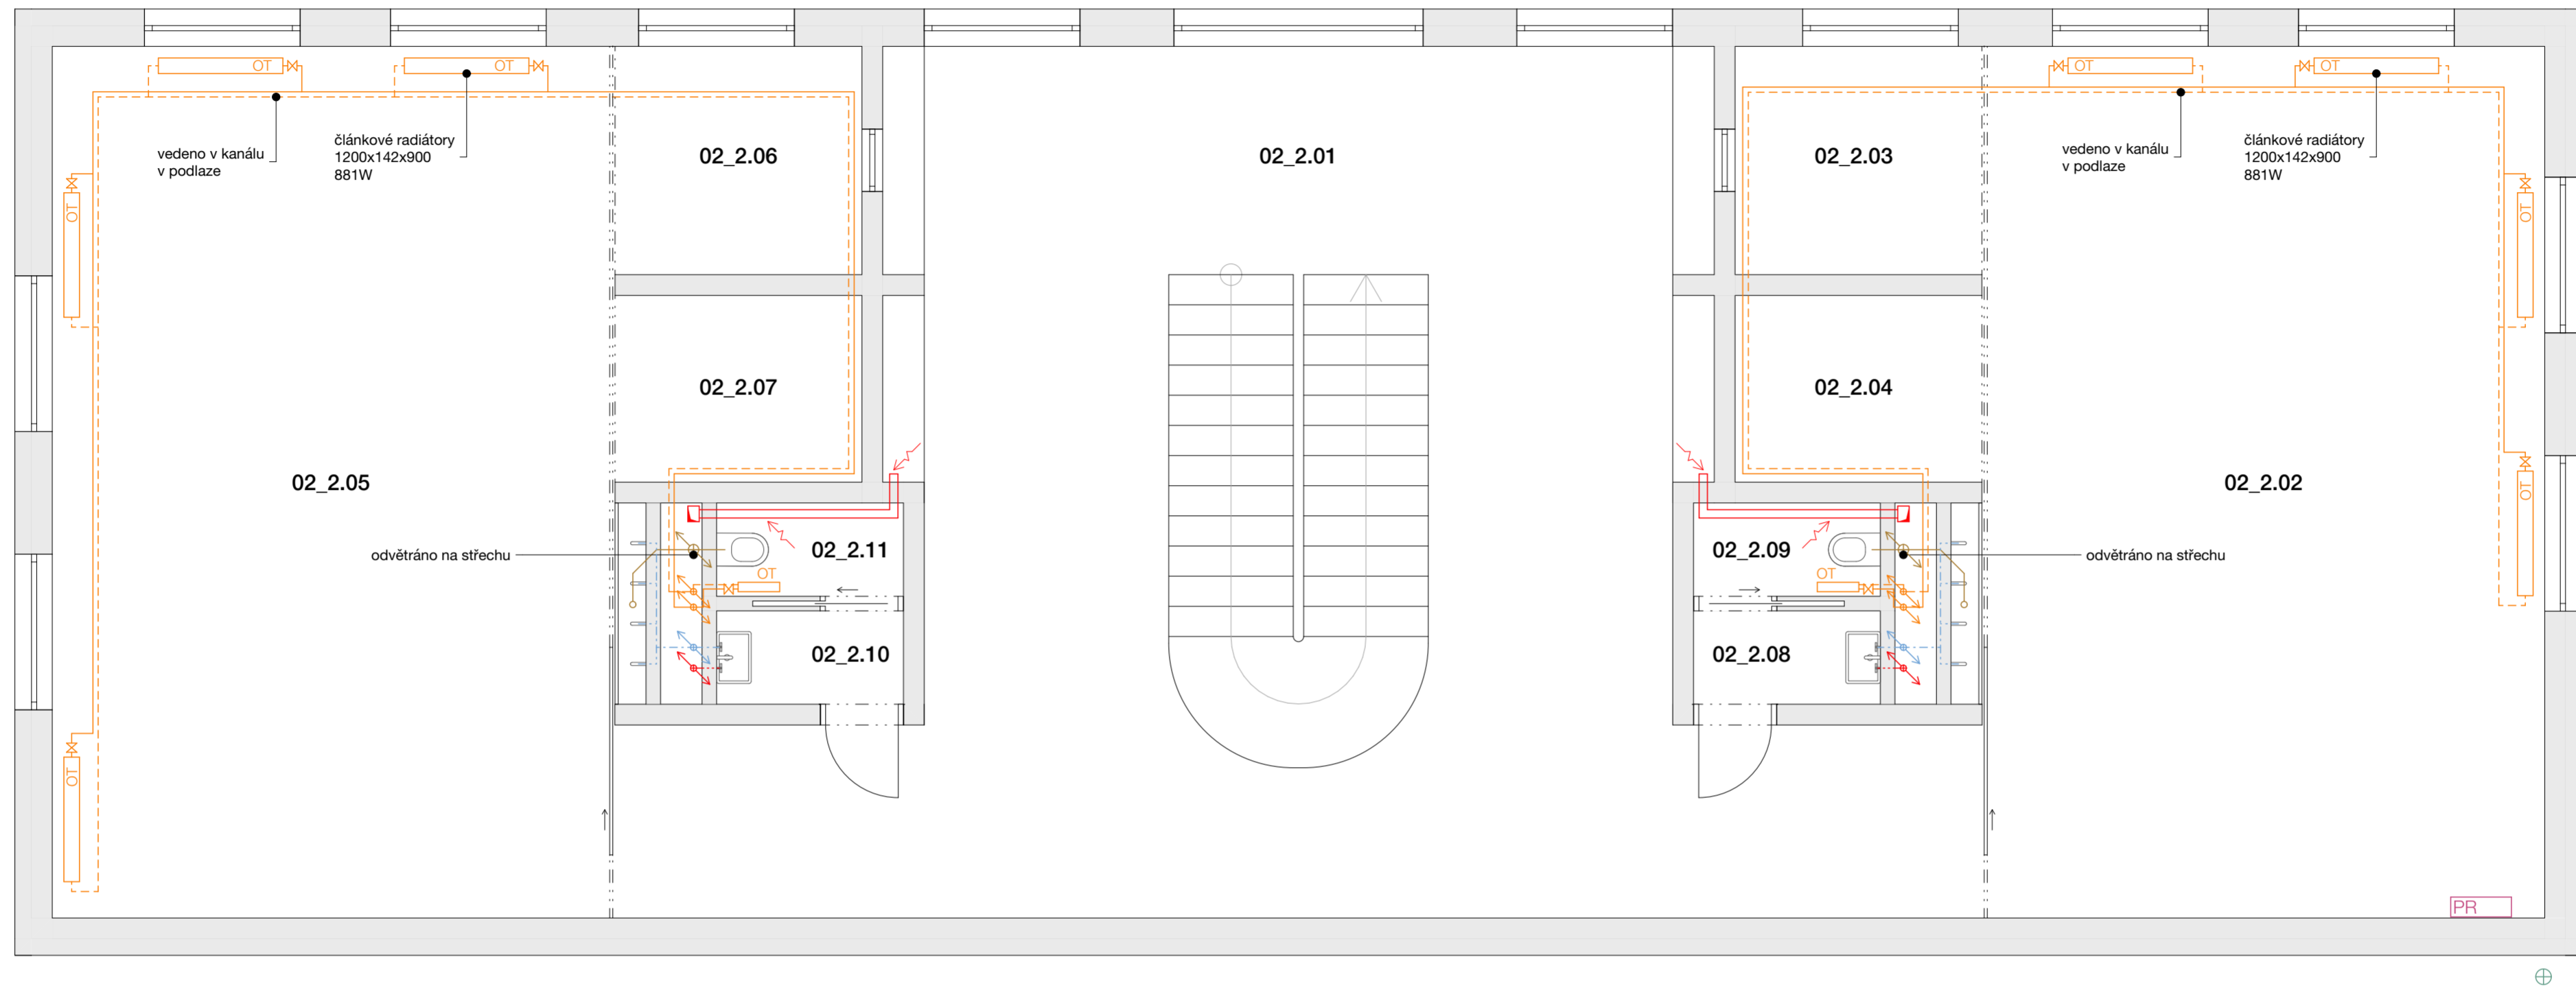 OT
OT
OT
OT
vedeno v kanálu
v podlaze
článkové radiátory
1200x142x900
881W
02_2.06
02_2.01
02_2.03
vedeno v kanálu
v podlaze
článkové radiátory
1200x142x900
881W
OT
OT
02_2.07
02_2.04
02_2.05
02_2.02
OT
odvětráno na střechu
02_2.11
02_2.09
odvětráno na střechu
OT
OT
02_2.10
02_2.08
OT
PR